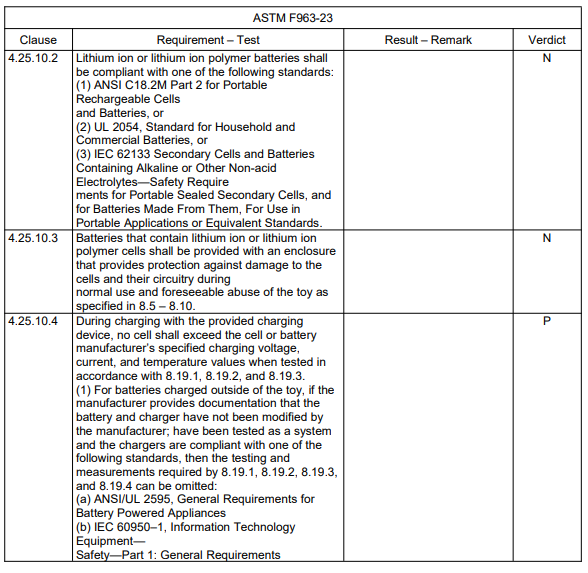 ASTM F963-23
Clause Requirement – Test Result – Remark Verdict
4.25.10.2 Lithium ion or lithium ion polymer batteries shall N
be compliant with one of the following standards:
(1) ANSI C18.2M Part 2 for Portable
Rechargeable Cells
and Batteries, or
(2) UL 2054, Standard for Household and
Commercial Batteries, or
(3) IEC 62133 Secondary Cells and Batteries
Containing Alkaline or Other Non-acid
Electrolytes—Safety Require
ments for Portable Sealed Secondary Cells, and
for Batteries Made From Them, For Use in
Portable Applications or Equivalent Standards.
4.25.10.3 Batteries that contain lithium ion or lithium ion N
polymer cells shall be provided with an enclosure
that provides protection against damage to the
cells and their circuitry during
normal use and foreseeable abuse of the toy as
specified in 8.5 – 8.10.
4.25.10.4 During charging with the provided charging P
device, no cell shall exceed the cell or battery
manufacturer's specified charging voltage,
current, and temperature values when tested in
accordance with 8.19.1, 8.19.2, and 8.19.3.
(1) For batteries charged outside of the toy, if the
manufacturer provides documentation that the
battery and charger have not been modified by
the manufacturer; have been tested as a system
and the chargers are compliant with one of the
following standards, then the testing and
measurements required by 8.19.1, 8.19.2, 8.19.3,
and 8.19.4 can be omitted:
(a) ANSI/UL 2595, General Requirements for
Battery Powered Appliances
(b) IEC 60950–1, Information Technology
Equipment—
Safety—Part 1: General Requirements